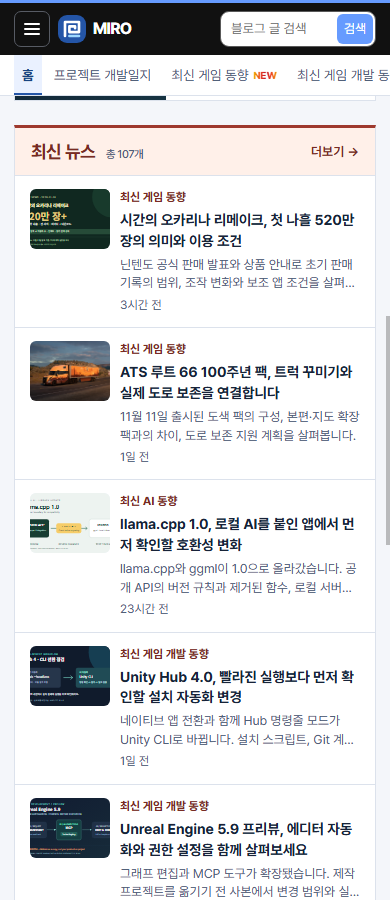 MIRO
블로그 글 검색
검색
홈
프로젝트 개발일지
최신 게임 동향 NEW
최신 게임 개발 동
최신 뉴스 총 107개
더보기 →
최신 게임 동향
시간의 오카리나 리메이크, 첫 나흘 520만
장의 의미와 이용 조건
닌텐도 공식 판매 발표와 상품 안내로 초기 판매
기록의 범위, 조작 변화와 보조 앱 조건을 살펴...
3시간 전
최신 게임 동향
ATS 루트 66 100주년 팩, 트럭 꾸미기와
실제 도로 보존을 연결합니다
11월 11일 출시된 도색 팩의 구성, 본편·지도 확장
팩과의 차이, 도로 보존 지원 계획을 살펴봅니다.
1일 전
최신 AI 동향
llama.cpp 1.0, 로컬 AI를 붙인 앱에서 먼
저 확인할 호환성 변화
llama.cpp와 ggml이 1.0으로 올라갔습니다. 공
개 API의 버전 규칙과 제거된 함수, 로컬 서버...
23시간 전
최신 게임 개발 동향
Unity Hub 4.0, 빨라진 실행보다 먼저 확
인할 설치 자동화 변경
네이티브 앱 전환과 함께 Hub 명령줄 모드가
Unity CLI로 바뀝니다. 설치 스크립트, Git 계...
1일 전
최신 게임 개발 동향
Unreal Engine 5.9 프리뷰, 에디터 자동
화와 권한 설정을 함께 살펴보세요
그래프 편집과 MCP 도구가 확장됐습니다. 제작
프로젝트를 옮기기 전 사본에서 변경 범위와 실...